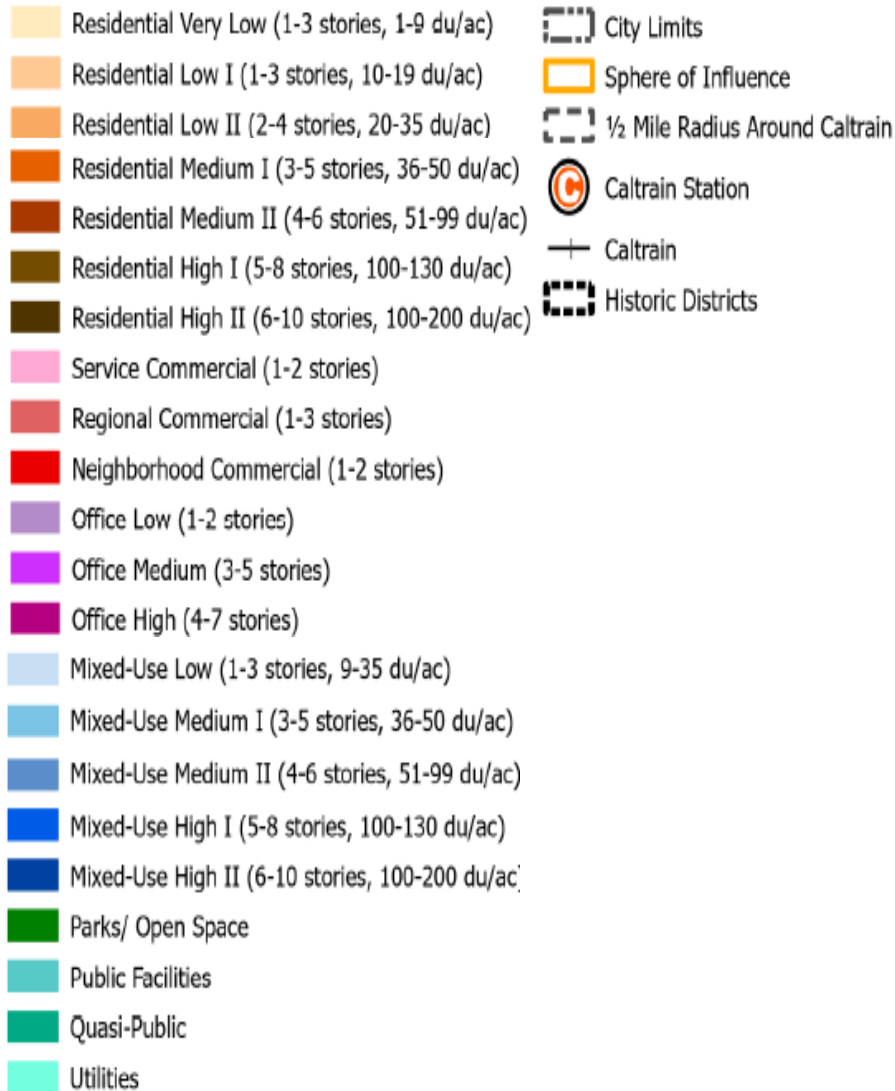 Residential Very Low (1-3 stories, 1-9 du/ac)
Residential Low I (1-3 stories, 10-19 du/ac)
Residential Low II (2-4 stories, 20-35 du/ac)
Residential Medium I (3-5 stories, 36-50 du/ac)
Residential Medium II (4-6 stories, 51-99 du/ac)
Residential High I (5-8 stories, 100-130 du/ac)
Residential High II (6-10 stories, 100-200 du/ac)
Service Commercial (1-2 stories)
Regional Commercial (1-3 stories)
Neighborhood Commercial (1-2 stories)
Office Low (1-2 stories)
Office Medium (3-5 stories)
Office High (4-7 stories)
Mixed-Use Low (1-3 stories, 9-35 du/ac)
Mixed-Use Medium I (3-5 stories, 36-50 du/ac)
Mixed-Use Medium II (4-6 stories, 51-99 du/ac)
Mixed-Use High I (5-8 stories, 100-130 du/ac)
Mixed-Use High II (6-10 stories, 100-200 du/ac)
Parks/ Open Space
Public Facilities
Quasi-Public
Utilities
City Limits
Sphere of Influence
½ Mile Radius Around Caltrain
C
Caltrain Station
Caltrain
Historic Districts